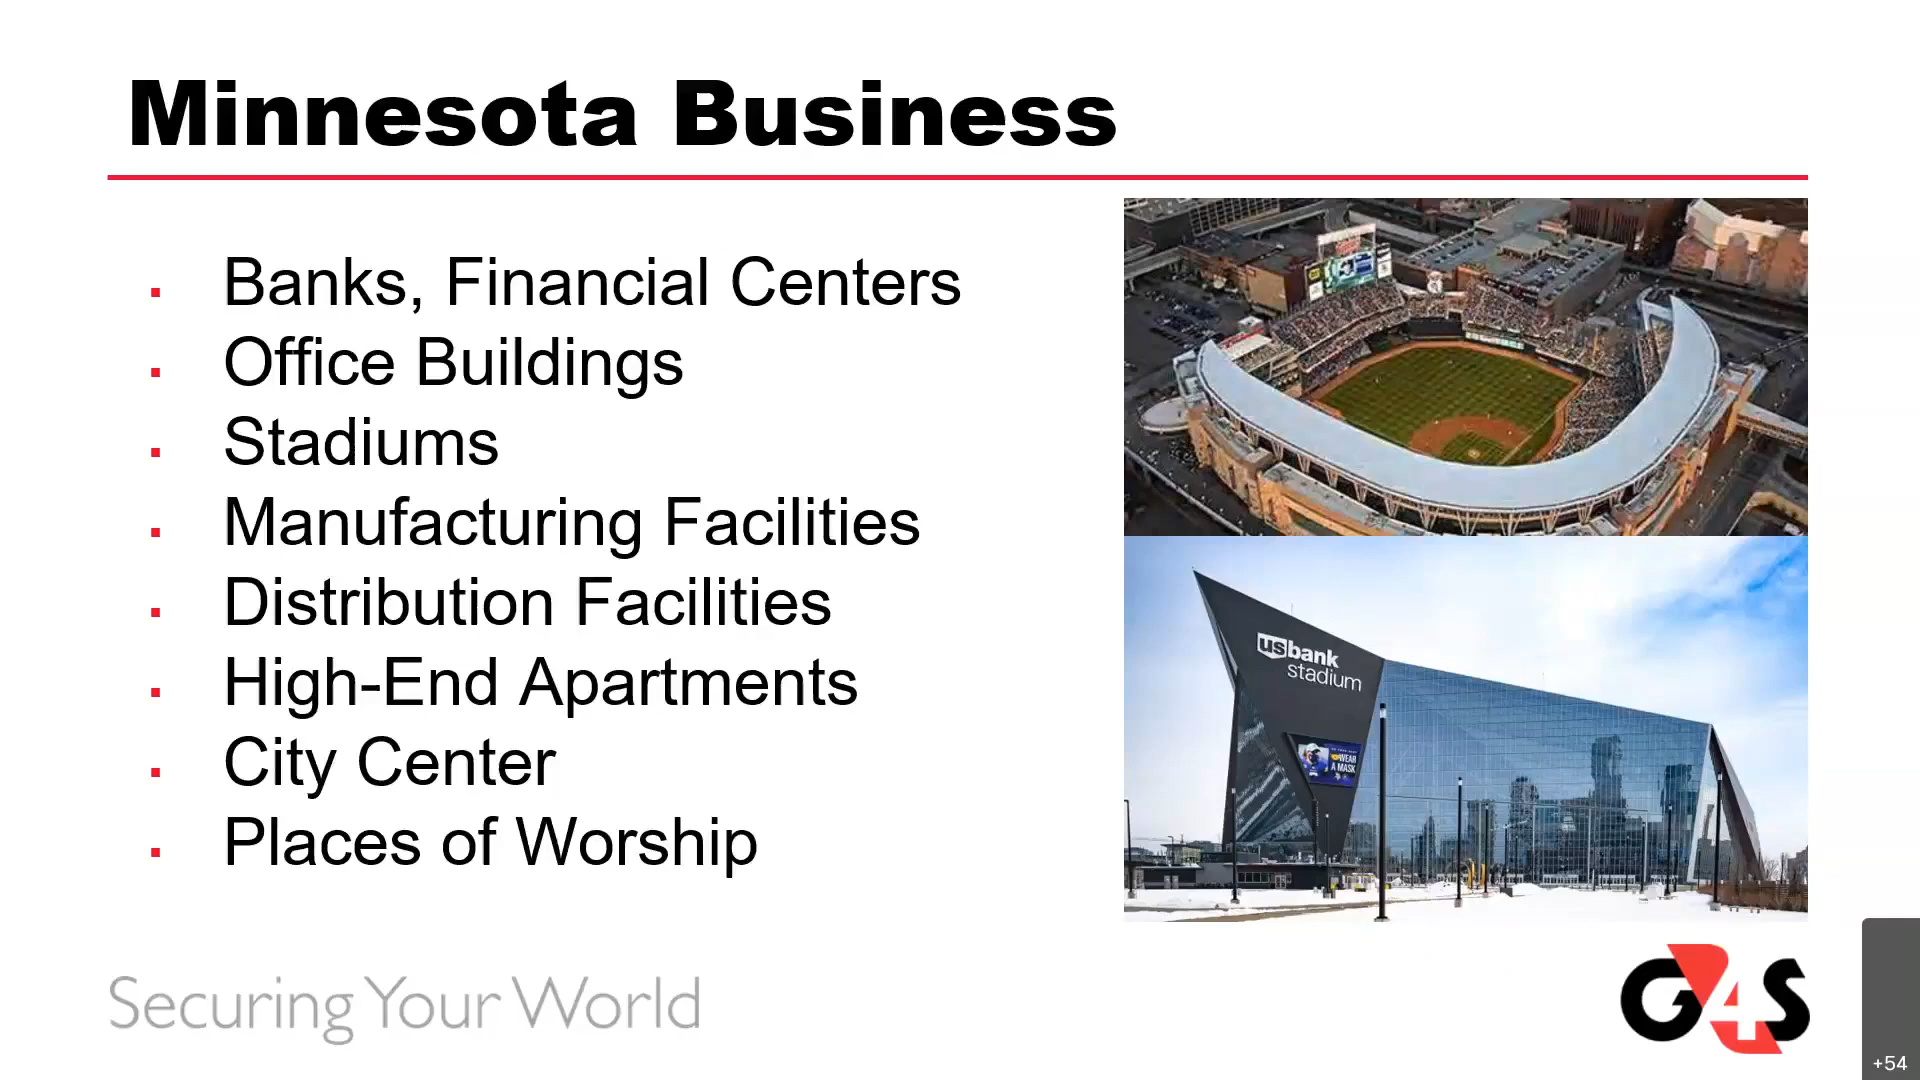 Minnesota Business
▪ Banks, Financial Centers
▪ Office Buildings
▪ Stadiums
▪ Manufacturing Facilities
▪ Distribution Facilities
▪ High-End Apartments
▪ City Center
▪ Places of Worship
usbank
stadium
WEAR
A MASK
Securing Your World
G4S
+54